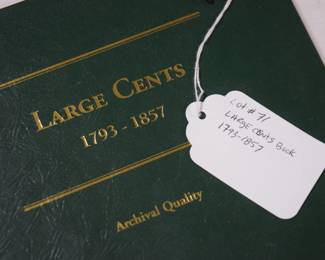 LARGE CENTS
1793 - 1857
Archival Quality
Lot # 71
LARGE CENTS Book
1793-1857